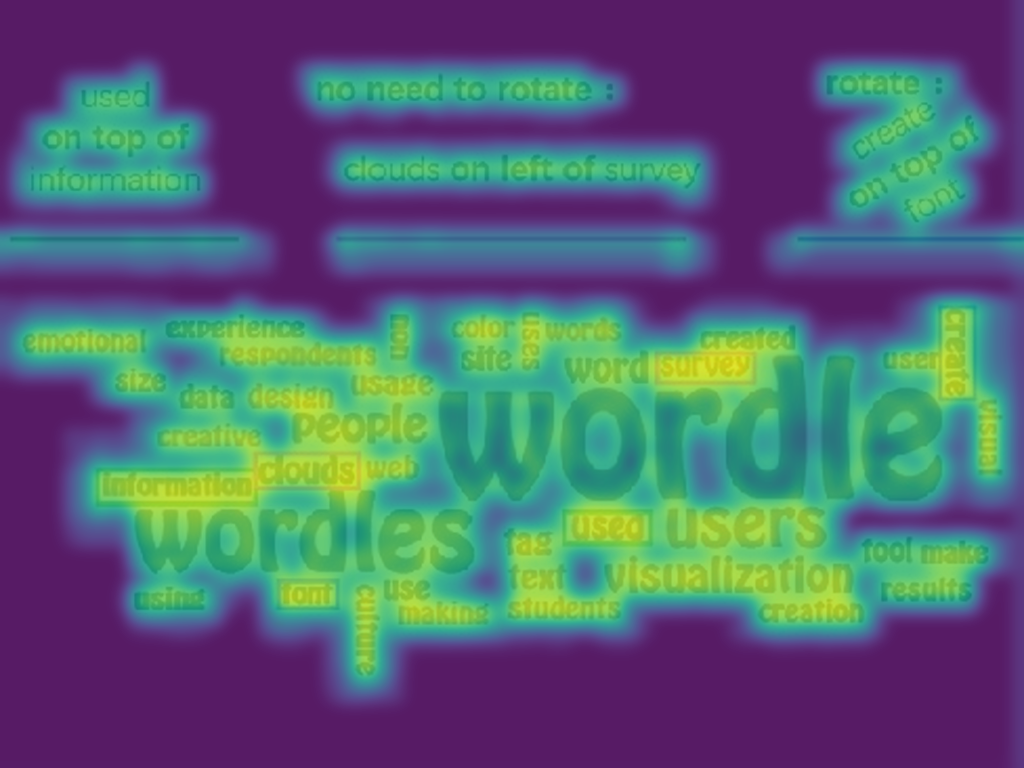 used
on top of
information
no need to rotate :
clouds on left of survey
rotate :
create
on top of
font
emotional experience non color uses words created create
respondents site word survey user
size data design usage wordle visual
creative people
information clouds web
wordles tag used users tool make
using font culture use text visualization results
making students creation